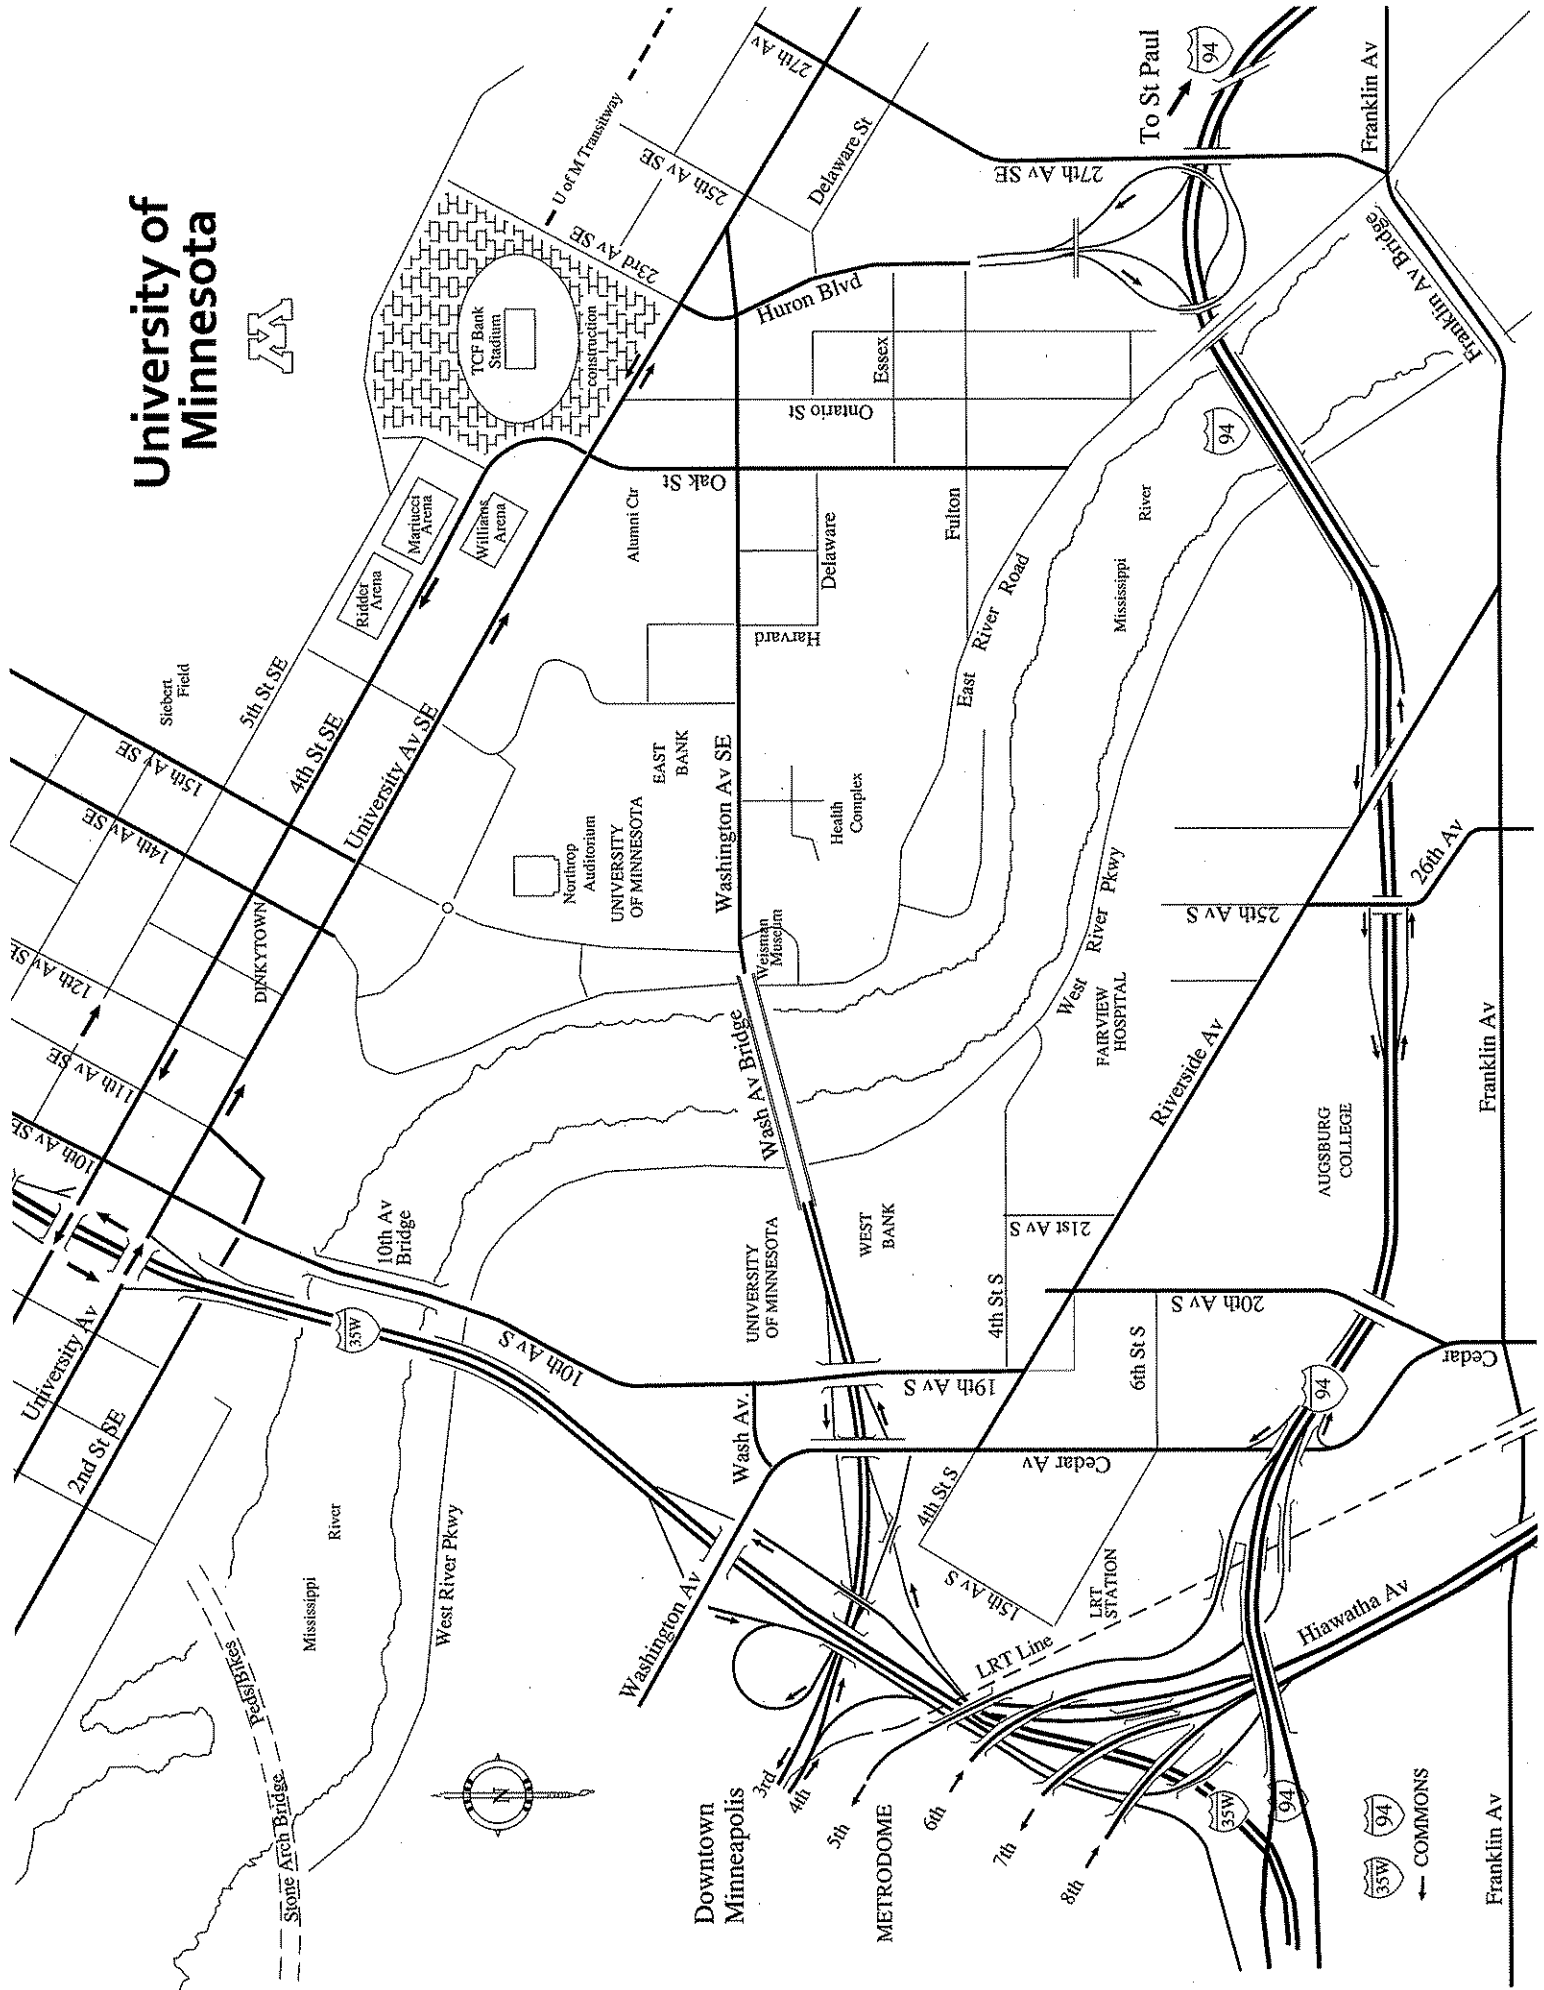 University of
Minnesota
M
Siebert
Field
5th St SE
Ridder
Arena
Mariucci
Arena
Williams
Arena
TCF Bank
Stadium
construction
U of M Transitway
23rd Av SE
25th Av SE
27th Av
Delaware St
27th Av SE
To St Paul
94
Franklin Av
15th Av SE
14th Av SE
12th Av SE
11th Av SE
10th Av SE
4th St SE
University Av SE
DINKYTOWN
Northrop
Auditorium
UNIVERSITY
OF MINNESOTA
EAST
BANK
Alumni Ctr
Oak St
Huron Blvd
Ontario St
Essex
Fulton
Delaware
Harvard
Washington Av SE
Weisman
Museum
Health
Complex
East River Road
Mississippi
River
94
Franklin Av Bridge
University Av
2nd St SE
35W
10th Av
Bridge
10th Av S
Wash Av Bridge
UNIVERSITY
OF MINNESOTA
WEST
BANK
West River Pkwy
FAIRVIEW
HOSPITAL
Riverside Av
25th Av S
26th Av
AUGSBURG
COLLEGE
Franklin Av
21st Av S
4th St S
20th Av S
19th Av S
6th St S
Wash Av.
Cedar Av
Cedar
94
4th St S
15th Av S
LRT
STATION
LRT Line
Hiawatha Av
Washington Av
West River Pkwy
Mississippi
River
Peds/Bikes
Stone Arch Bridge
N
Downtown
Minneapolis
3rd
4th
5th
METRODOME
6th
7th
8th
35W
94
35W
94
COMMONS
Franklin Av